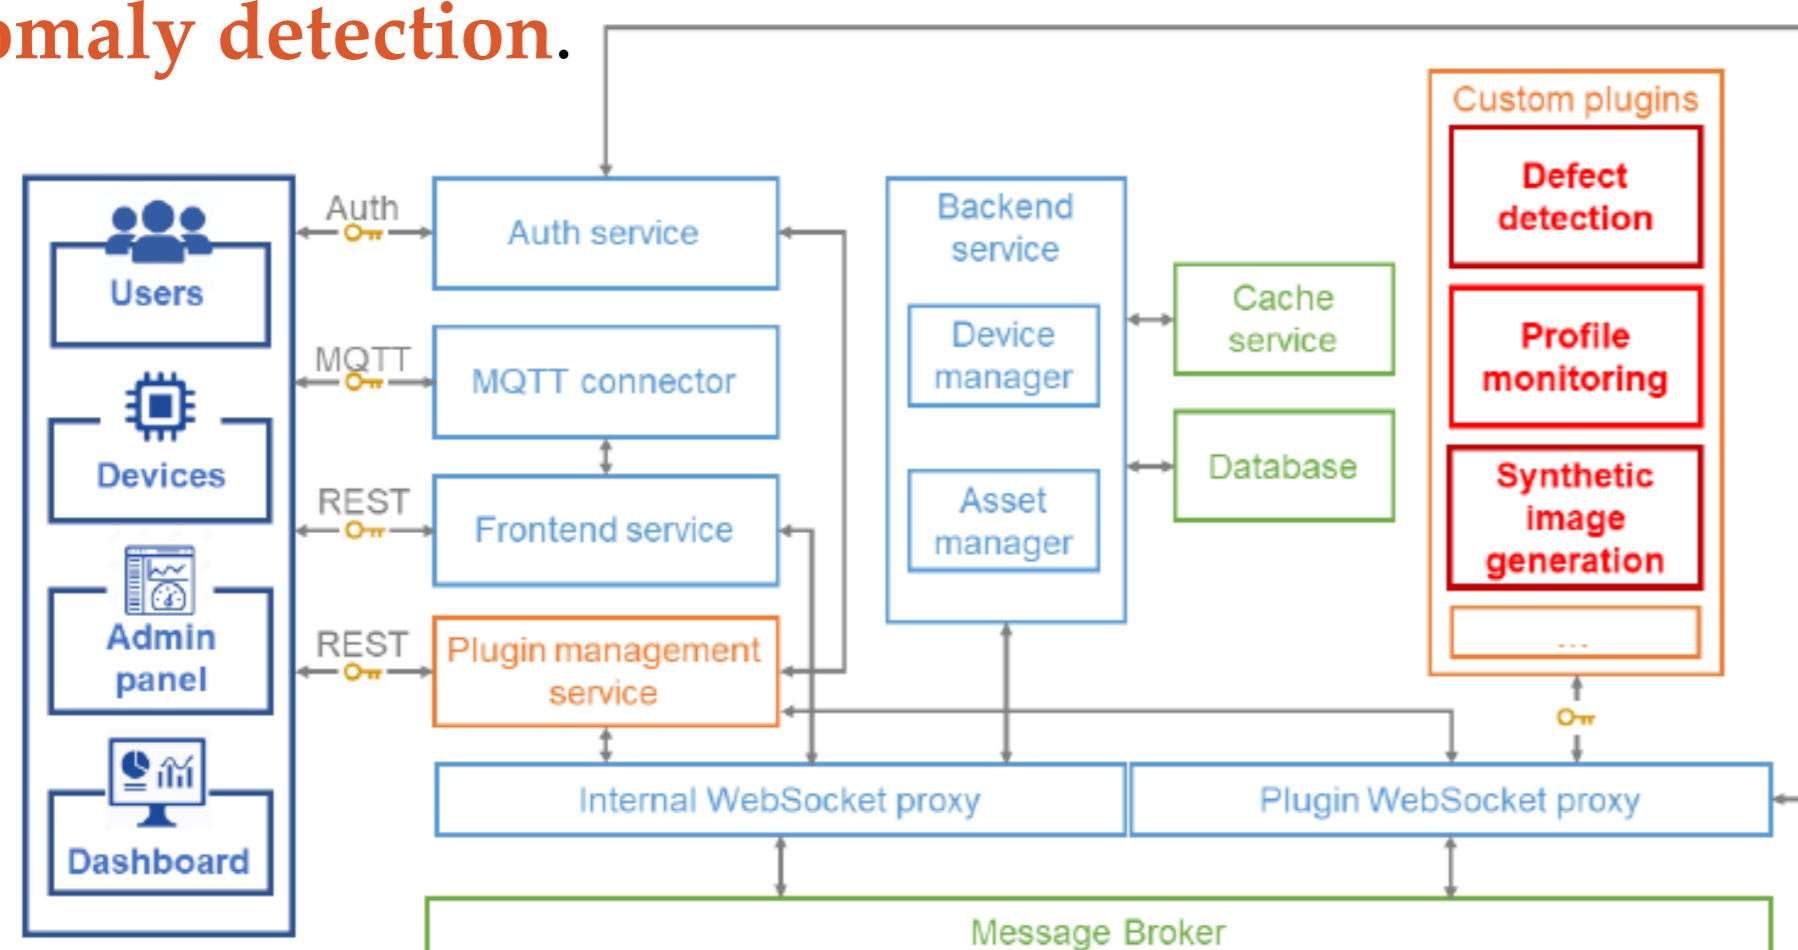 omaly detection.
Custom plugins
Defect
detection
Profile
monitoring
Synthetic
image
generation
...
Users
Devices
Admin
panel
Dashboard
Auth
MQTT
REST
REST
Auth service
MQTT connector
Frontend service
Plugin management
service
Backend
service
Device
manager
Asset
manager
Cache
service
Database
Internal WebSocket proxy
Plugin WebSocket proxy
Message Broker